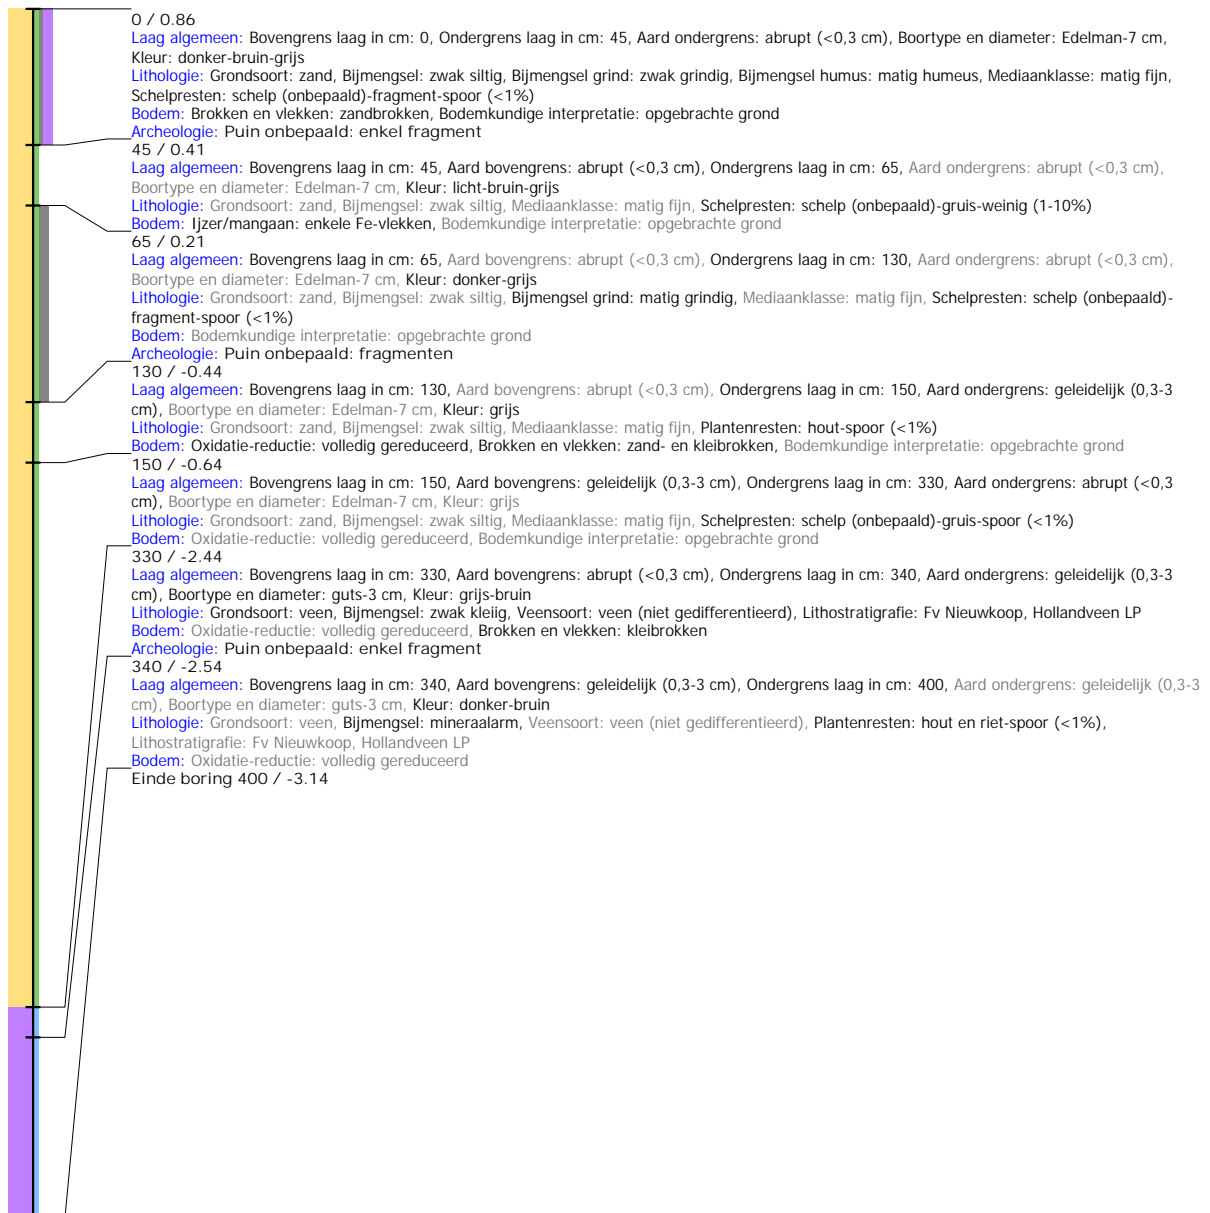 0 / 0.86
Laag algemeen: Bovengrens laag in cm: 0, Ondergrens laag in cm: 45, Aard ondergrens: abrupt (<0,3 cm), Boortype en diameter: Edelman-7 cm,
Kleur: donker-bruin-grijs
Lithologie: Grondsoort: zand, Bijmengsel: zwak siltig, Bijmengsel grind: zwak grindig, Bijmengsel humus: matig humeus, Mediaanklasse: matig fijn,
Schelpresten: schelp (onbepaald)-fragment-spoor (<1%)
Bodem: Brokken en vlekken: zandbrokken, Bodemkundige interpretatie: opgebrachte grond
Archeologie: Puin onbepaald: enkel fragment
45 / 0.41
Laag algemeen: Bovengrens laag in cm: 45, Aard bovengrens: abrupt (<0,3 cm), Ondergrens laag in cm: 65, Aard ondergrens: abrupt (<0,3 cm),
Boortype en diameter: Edelman-7 cm, Kleur: licht-bruin-grijs
Lithologie: Grondsoort: zand, Bijmengsel: zwak siltig, Mediaanklasse: matig fijn, Schelpresten: schelp (onbepaald)-gruis-weinig (1-10%)
Bodem: Ijzer/mangaan: enkele Fe-vlekken, Bodemkundige interpretatie: opgebrachte grond
65 / 0.21
Laag algemeen: Bovengrens laag in cm: 65, Aard bovengrens: abrupt (<0,3 cm), Ondergrens laag in cm: 130, Aard ondergrens: abrupt (<0,3 cm),
Boortype en diameter: Edelman-7 cm, Kleur: donker-grijs
Lithologie: Grondsoort: zand, Bijmengsel: zwak siltig, Bijmengsel grind: matig grindig, Mediaanklasse: matig fijn, Schelpresten: schelp (onbepaald)-
fragment-spoor (<1%)
Bodem: Bodemkundige interpretatie: opgebrachte grond
Archeologie: Puin onbepaald: fragmenten
130 / -0.44
Laag algemeen: Bovengrens laag in cm: 130, Aard bovengrens: abrupt (<0,3 cm), Ondergrens laag in cm: 150, Aard ondergrens: geleidelijk (0,3-3
cm), Boortype en diameter: Edelman-7 cm, Kleur: grijs
Lithologie: Grondsoort: zand, Bijmengsel: zwak siltig, Mediaanklasse: matig fijn, Plantenresten: hout-spoor (<1%)
Bodem: Oxidatie-reductie: volledig gereduceerd, Brokken en vlekken: zand- en kleibrokken, Bodemkundige interpretatie: opgebrachte grond
150 / -0.64
Laag algemeen: Bovengrens laag in cm: 150, Aard bovengrens: geleidelijk (0,3-3 cm), Ondergrens laag in cm: 330, Aard ondergrens: abrupt (<0,3
cm), Boortype en diameter: Edelman-7 cm, Kleur: grijs
Lithologie: Grondsoort: zand, Bijmengsel: zwak siltig, Mediaanklasse: matig fijn, Schelpresten: schelp (onbepaald)-gruis-spoor (<1%)
Bodem: Oxidatie-reductie: volledig gereduceerd, Bodemkundige interpretatie: opgebrachte grond
330 / -2.44
Laag algemeen: Bovengrens laag in cm: 330, Aard bovengrens: abrupt (<0,3 cm), Ondergrens laag in cm: 340, Aard ondergrens: geleidelijk (0,3-3
cm), Boortype en diameter: guts-3 cm, Kleur: grijs-bruin
Lithologie: Grondsoort: veen, Bijmengsel: zwak kleiig, Veensoort: veen (niet gedifferentieerd), Lithostratigrafie: Fv Nieuwkoop, Hollandveen LP
Bodem: Oxidatie-reductie: volledig gereduceerd, Brokken en vlekken: kleibrokken
Archeologie: Puin onbepaald: enkel fragment
340 / -2.54
Laag algemeen: Bovengrens laag in cm: 340, Aard bovengrens: geleidelijk (0,3-3 cm), Ondergrens laag in cm: 400, Aard ondergrens: geleidelijk (0,3-3
cm), Boortype en diameter: guts-3 cm, Kleur: donker-bruin
Lithologie: Grondsoort: veen, Bijmengsel: mineraalarm, Veensoort: veen (niet gedifferentieerd), Plantenresten: hout en riet-spoor (<1%),
Lithostratigrafie: Fv Nieuwkoop, Hollandveen LP
Bodem: Oxidatie-reductie: volledig gereduceerd
Einde boring 400 / -3.14